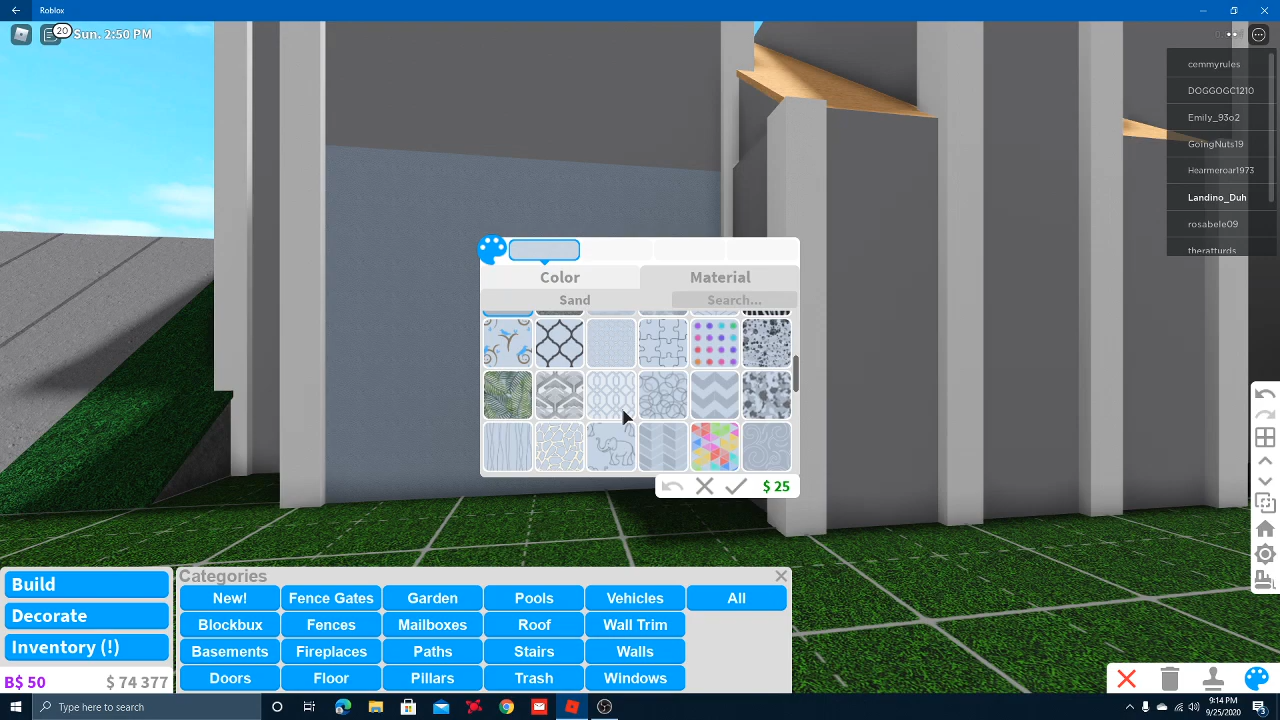 Roblox
20
Sun. 2:50 PM
cemmyrules
DOGGOGC1210
Emily_93o2
GoingNuts19
Hearmeroar1973
Landino_Duh
rosabele09
theratturds
Color
Material
Sand
Search...
$ 25
Build
Decorate
Inventory (!)
B$ 50
$ 74 377
Categories
New!
Fence Gates
Garden
Pools
Vehicles
All
Blockbux
Fences
Mailboxes
Roof
Wall Trim
Basements
Fireplaces
Paths
Stairs
Walls
Doors
Floor
Pillars
Trash
Windows
Type here to search
9:14 PM
9/25/2020
3